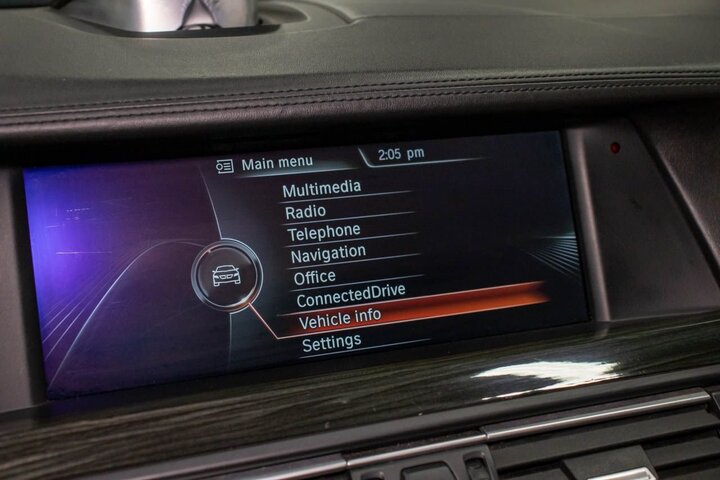 Main menu
2:05 pm
Multimedia
Radio
Telephone
Navigation
Office
ConnectedDrive
Vehicle info
Settings